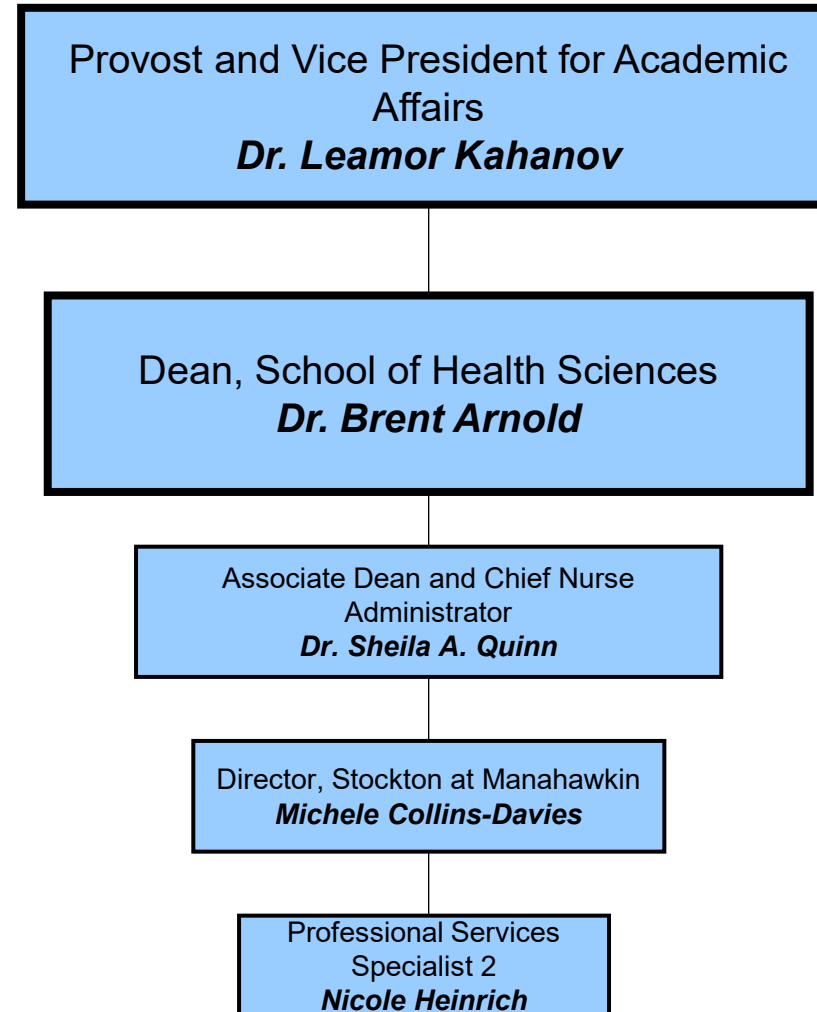 Provost and Vice President for Academic
Affairs
Dr. Leamor Kahanov
Dean, School of Health Sciences
Dr. Brent Arnold
Associate Dean and Chief Nurse
Administrator
Dr. Sheila A. Quinn
Director, Stockton at Manahawkin
Michele Collins-Davies
Professional Services
Specialist 2
Nicole Heinrich